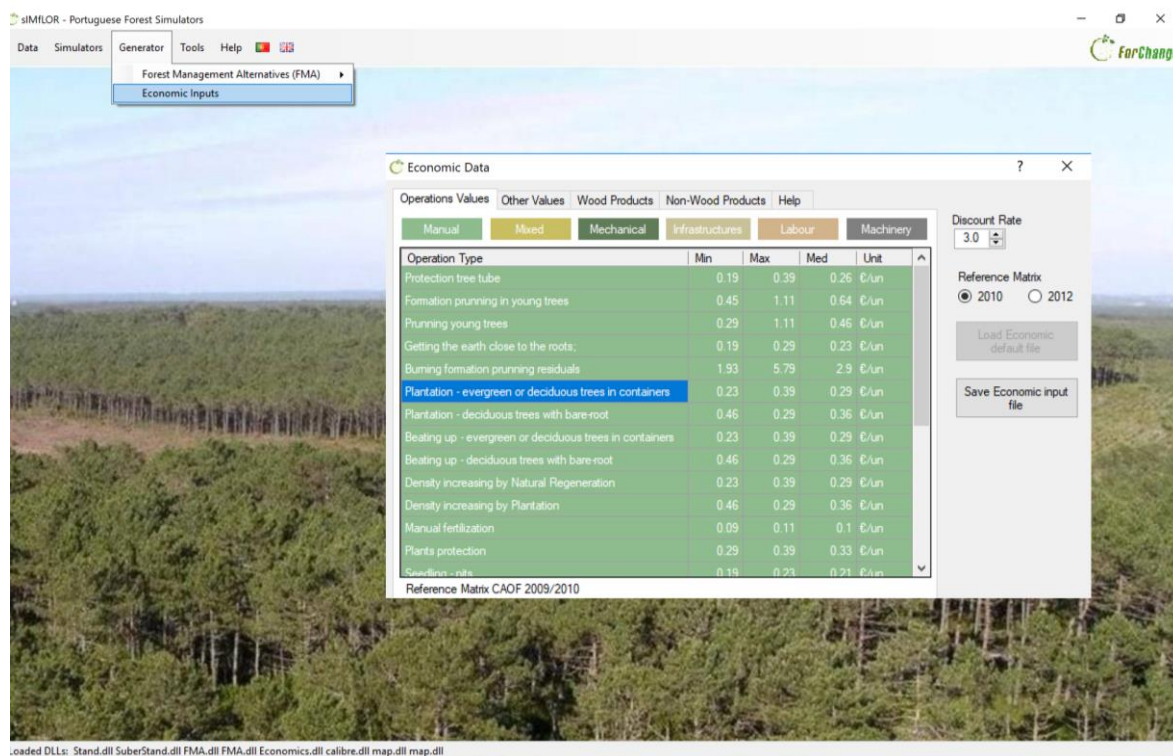 sIMfLOR - Portuguese Forest Simulators
Data Simulators Generator Tools Help
ForChang
Forest Management Alternatives (FMA)
Economic Inputs
Economic Data
Operations Values Other Values Wood Products Non-Wood Products Help
Manual Mixed Mechanical Infrastructures Labour Machinery
Discount Rate
3.0
Operation Type Min Max Med Unit
Protection tree tube 0.19 0.39 0.26 €/un
Reference Matrix
Formation prunning in young trees 0.45 1.11 0.64 €/un
2010 2012
Prunning young trees 0.29 1.11 0.46 €/un
Getting the earth close to the roots; 0.19 0.29 0.23 €/un
Load Economic
default file
Burning formation prunning residuals 1.93 5.79 2.9 €/un
Plantation - evergreen or deciduous trees in containers 0.23 0.39 0.29 €/un
Save Economic input
file
Plantation - deciduous trees with bare-root 0.46 0.29 0.36 €/un
Beating up - evergreen or deciduous trees in containers 0.23 0.39 0.29 €/un
Beating up - deciduous trees with bare-root 0.46 0.29 0.36 €/un
Density increasing by Natural Regeneration 0.23 0.39 0.29 €/un
Density increasing by Plantation 0.46 0.29 0.36 €/un
Manual fertilization 0.09 0.11 0.1 €/un
Plants protection 0.29 0.39 0.33 €/un
Seedling - pits 0.19 0.23 0.21 €/un
Reference Matrix CAOF 2009/2010
Loaded DLLs: Stand.dll SuberStand.dll FMA.dll FMA.dll Economics.dll calibre.dll map.dll map.dll